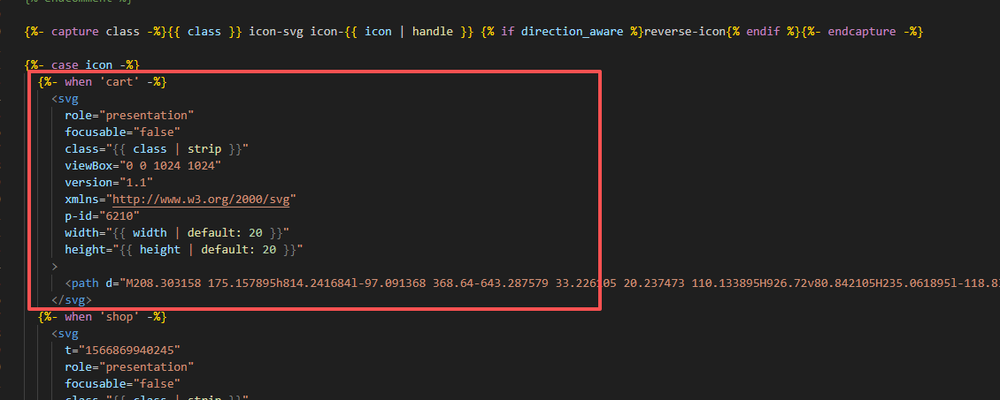 {% endcomment %}
{%- capture class -%}{{ class }} icon-svg icon-{{ icon | handle }} {% if direction_aware %}reverse-icon{% endif %}{%- endcapture -%}
{%- case icon -%}
{%- when 'cart' -%}
<svg
role="presentation"
focusable="false"
class="{{ class | strip }}"
viewBox="0 0 1024 1024"
version="1.1"
xmlns="http://www.w3.org/2000/svg"
p-id="6210"
width="{{ width | default: 20 }}"
height="{{ height | default: 20 }}"
>
<path d="M208.303158 175.157895h814.241684l-97.091368 368.64-643.287579 33.226105 20.237473 110.133895H926.72v80.842105H235.061895l-118.8
</svg>
{%- when 'shop' -%}
<svg
t="1566869940245"
role="presentation"
focusable="false"
class="{{ class | strip }}"